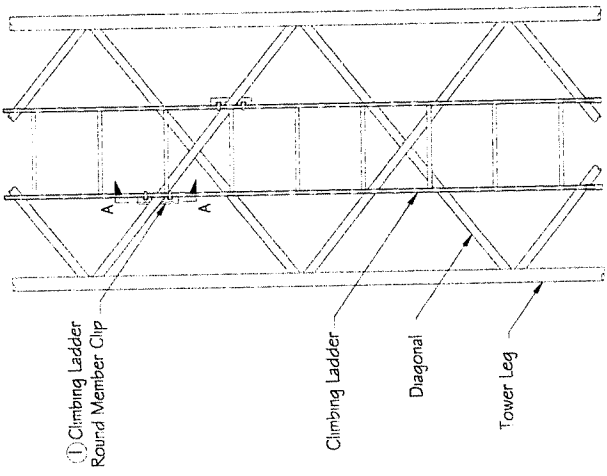 A
A
① Climbing Ladder
Round Member Clip
Climbing Ladder
Diagonal
Tower Leg